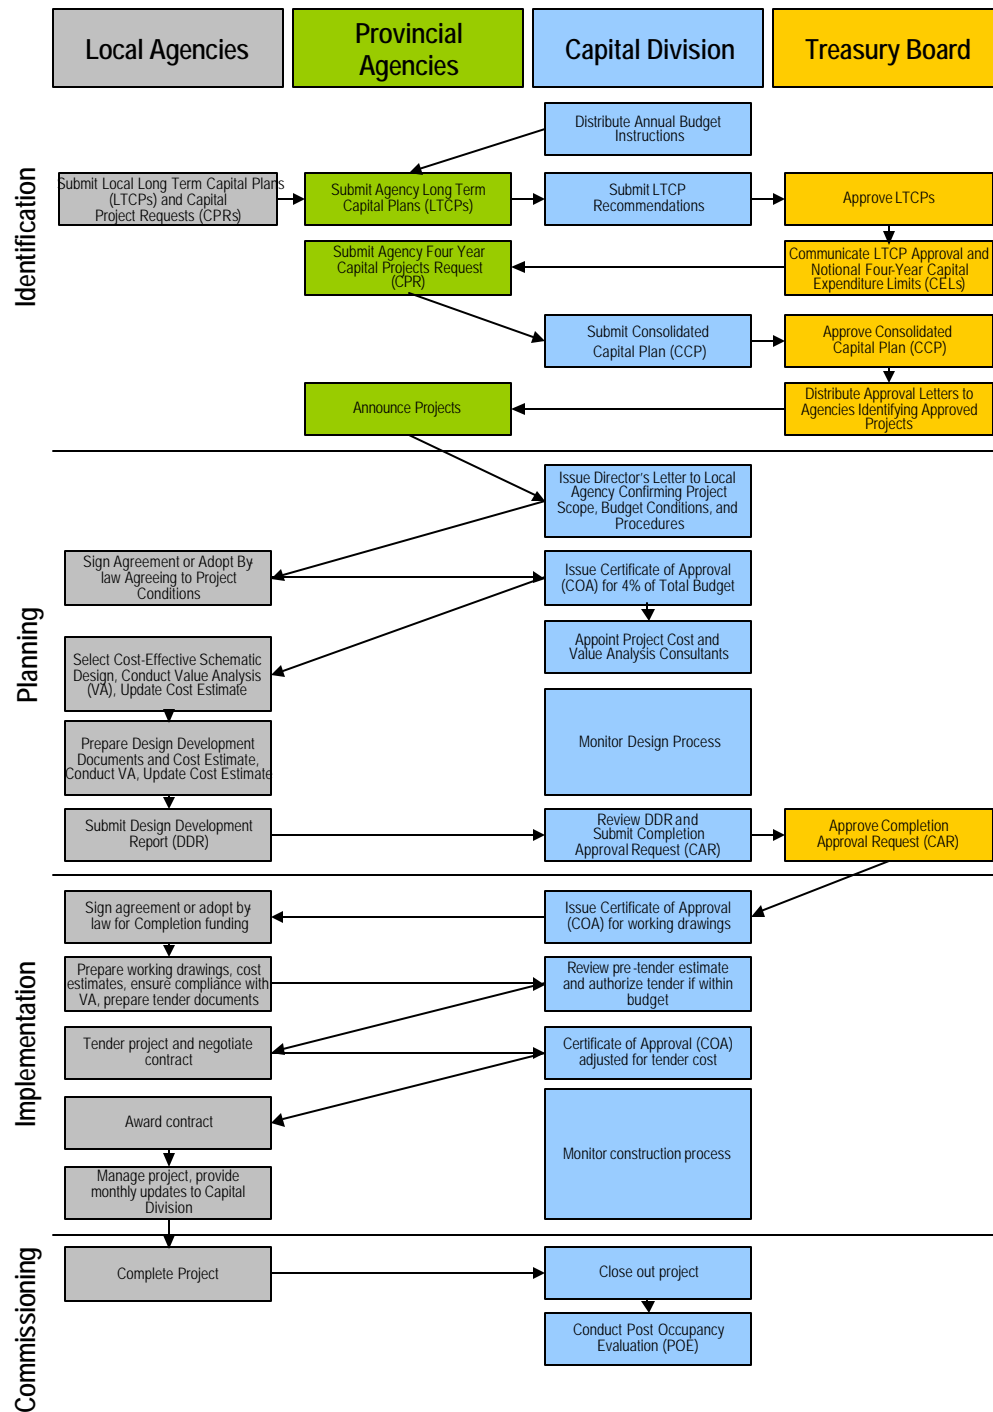 Local Agencies
Provincial
Agencies
Capital Division
Treasury Board
Identification
Distribute Annual Budget
Instructions
Submit Local Long Term Capital Plans
(LTCPs) and Capital
Project Requests (CPRs)
Submit Agency Long Term
Capital Plans (LTCPs)
Submit LTCP
Recommendations
Approve LTCPs
Submit Agency Four Year
Capital Projects Request
(CPR)
Communicate LTCP Approval and
Notional Four-Year Capital
Expenditure Limits (CELs)
Submit Consolidated
Capital Plan (CCP)
Approve Consolidated
Capital Plan (CCP)
Announce Projects
Distribute Approval Letters to
Agencies Identifying Approved
Projects
Planning
Issue Director's Letter to Local
Agency Confirming Project
Scope, Budget Conditions, and
Procedures
Sign Agreement or Adopt By-
law Agreeing to Project
Conditions
Issue Certificate of Approval
(COA) for 4% of Total Budget
Appoint Project Cost and
Value Analysis Consultants
Select Cost-Effective Schematic
Design, Conduct Value Analysis
(VA), Update Cost Estimate
Prepare Design Development
Documents and Cost Estimate,
Conduct VA, Update Cost Estimate
Monitor Design Process
Submit Design Development
Report (DDR)
Review DDR and
Submit Completion
Approval Request (CAR)
Approve Completion
Approval Request (CAR)
Implementation
Sign agreement or adopt by-
law for Completion funding
Issue Certificate of Approval
(COA) for working drawings
Prepare working drawings, cost
estimates, ensure compliance with
VA, prepare tender documents
Review pre-tender estimate
and authorize tender if within
budget
Tender project and negotiate
contract
Certificate of Approval (COA)
adjusted for tender cost
Award contract
Monitor construction process
Manage project, provide
monthly updates to Capital
Division
Commissioning
Complete Project
Close out project
Conduct Post Occupancy
Evaluation (POE)